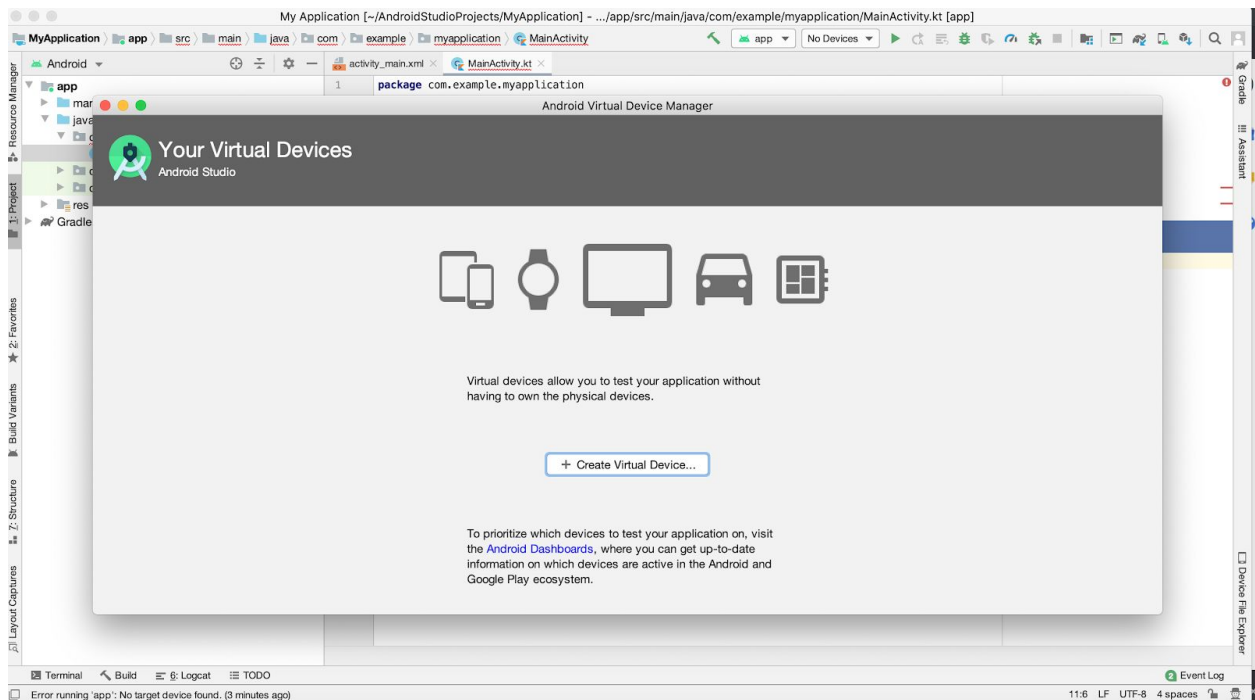 My Application [~/AndroidStudioProjects/MyApplication] - .../app/src/main/java/com/example/myapplication/MainActivity.kt [app]
MyApplication app src main java com example myapplication MainActivity
app No Devices
Android
activity_main.xml MainActivity.kt
1 package com.example.myapplication
app
java
res
Gradle
Resource Manager
1: Project
2: Favorites
Build Variants
7: Structure
Layout Captures
Android Virtual Device Manager
Your Virtual Devices
Android Studio
Virtual devices allow you to test your application without
having to own the physical devices.
+ Create Virtual Device...
To prioritize which devices to test your application on, visit
the Android Dashboards, where you can get up-to-date
information on which devices are active in the Android and
Google Play ecosystem.
Gradle
Assistant
Device File Explorer
Terminal Build 6: Logcat TODO
2 Event Log
Error running 'app': No target device found. (3 minutes ago)
11:6 LF UTF-8 4 spaces